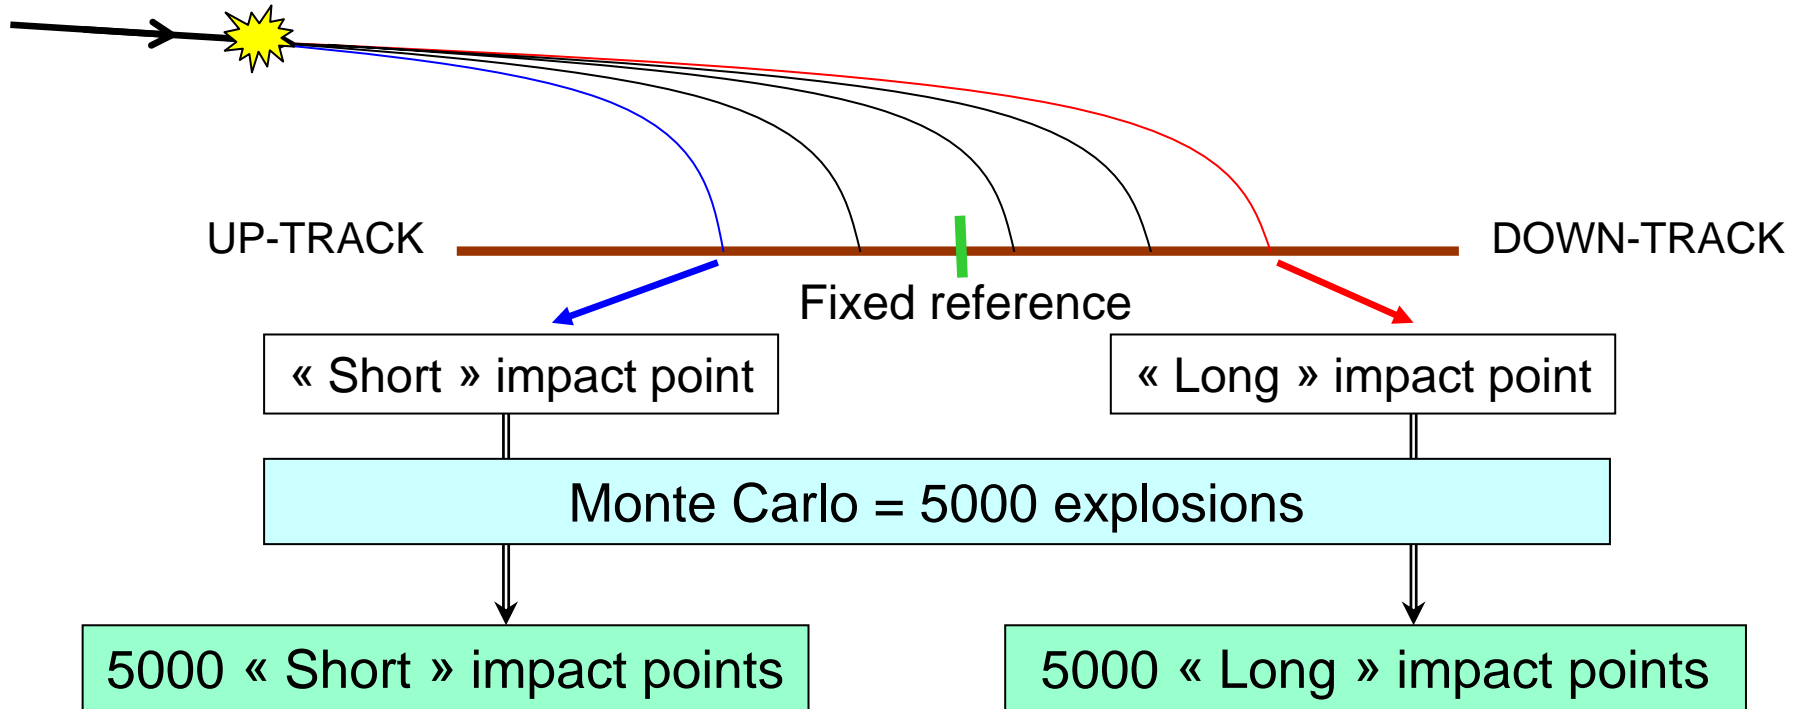 UP-TRACK
DOWN-TRACK
Fixed reference
« Short » impact point
« Long » impact point
Monte Carlo = 5000 explosions
5000 « Short » impact points
5000 « Long » impact points